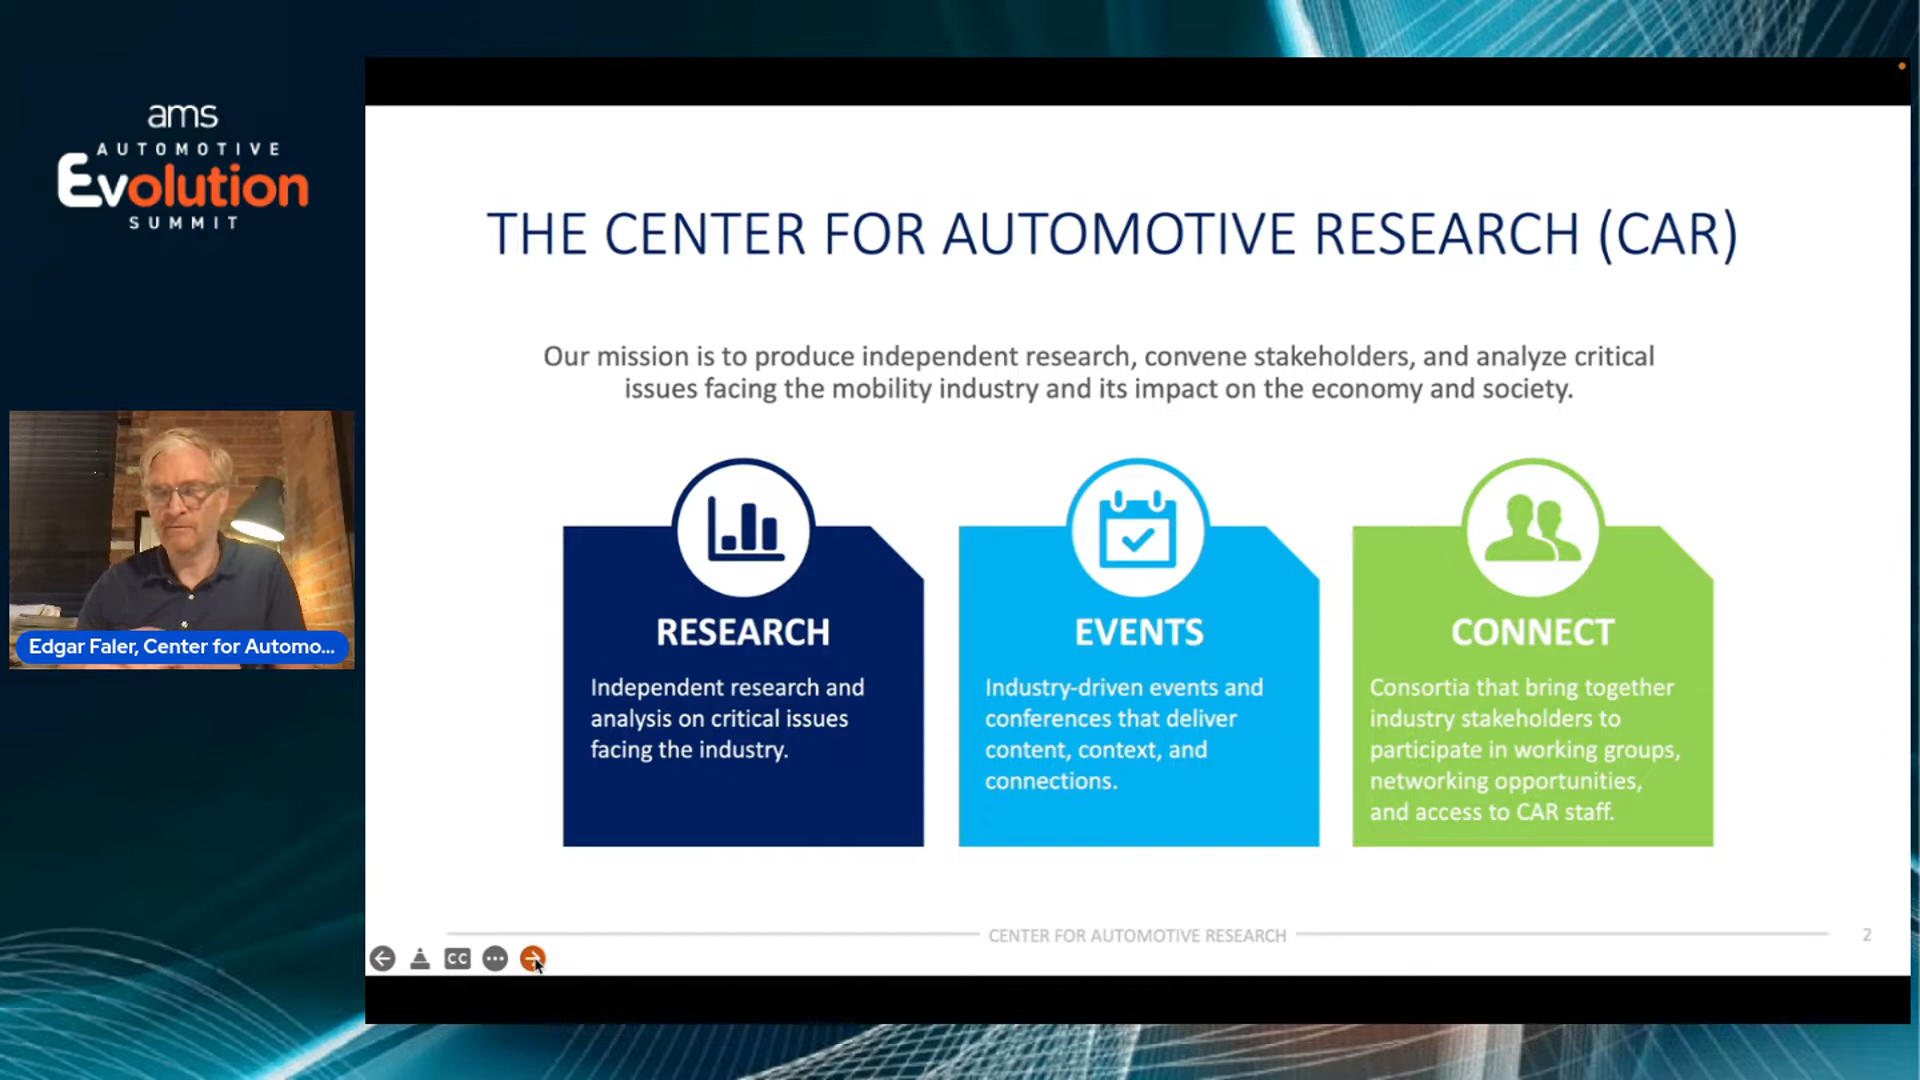 ams
AUTOMOTIVE
Evolution
SUMMIT
Edgar Faler, Center for Automo...
THE CENTER FOR AUTOMOTIVE RESEARCH (CAR)
Our mission is to produce independent research, convene stakeholders, and analyze critical
issues facing the mobility industry and its impact on the economy and society.
RESEARCH
Independent research and
analysis on critical issues
facing the industry.
EVENTS
Industry-driven events and
conferences that deliver
content, context, and
connections.
CONNECT
Consortia that bring together
industry stakeholders to
participate in working groups,
networking opportunities,
and access to CAR staff.
CENTER FOR AUTOMOTIVE RESEARCH
2
CC